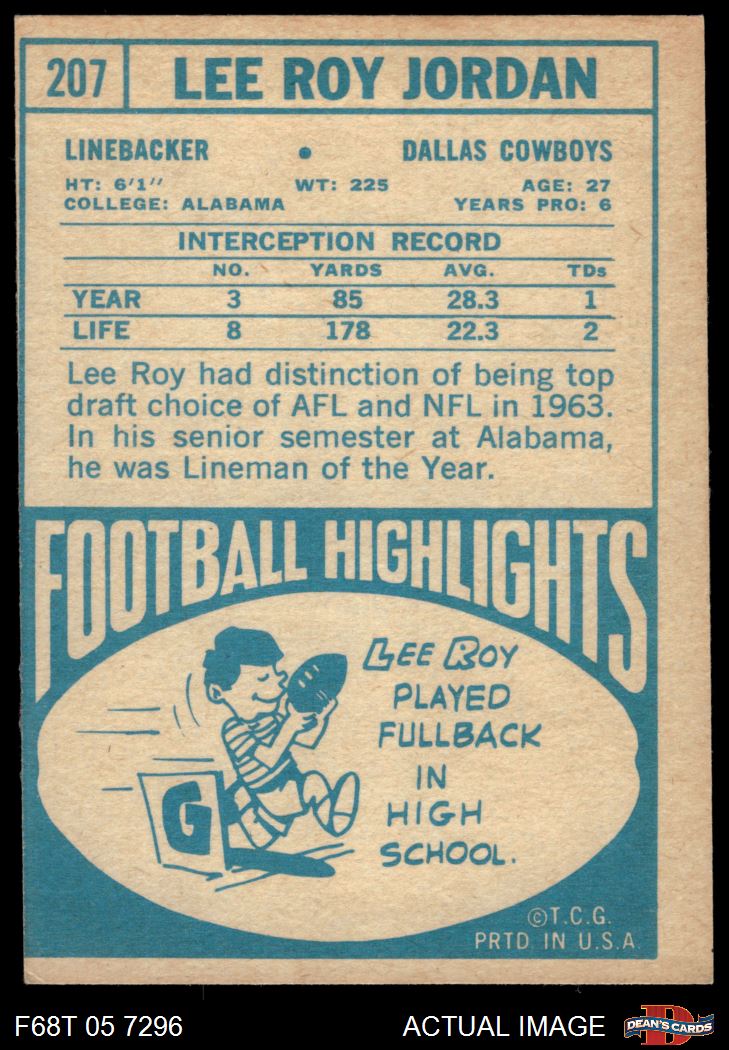 207 LEE ROY JORDAN
LINEBACKER • DALLAS COWBOYS
HT: 6'1" WT: 225 AGE: 27
COLLEGE: ALABAMA YEARS PRO: 6
INTERCEPTION RECORD
NO. YARDS AVG. TDs
YEAR 3 85 28.3 1
LIFE 8 178 22.3 2
Lee Roy had distinction of being top
draft choice of AFL and NFL in 1963.
In his senior semester at Alabama,
he was Lineman of the Year.
FOOTBALL HIGHLIGHTS
LEE ROY
PLAYED
FULLBACK
IN
HIGH
SCHOOL.
G
©T.C.G.
PRTD. IN U.S.A.
F68T 05 7296 ACTUAL IMAGE
D
DEAN'S CARDS